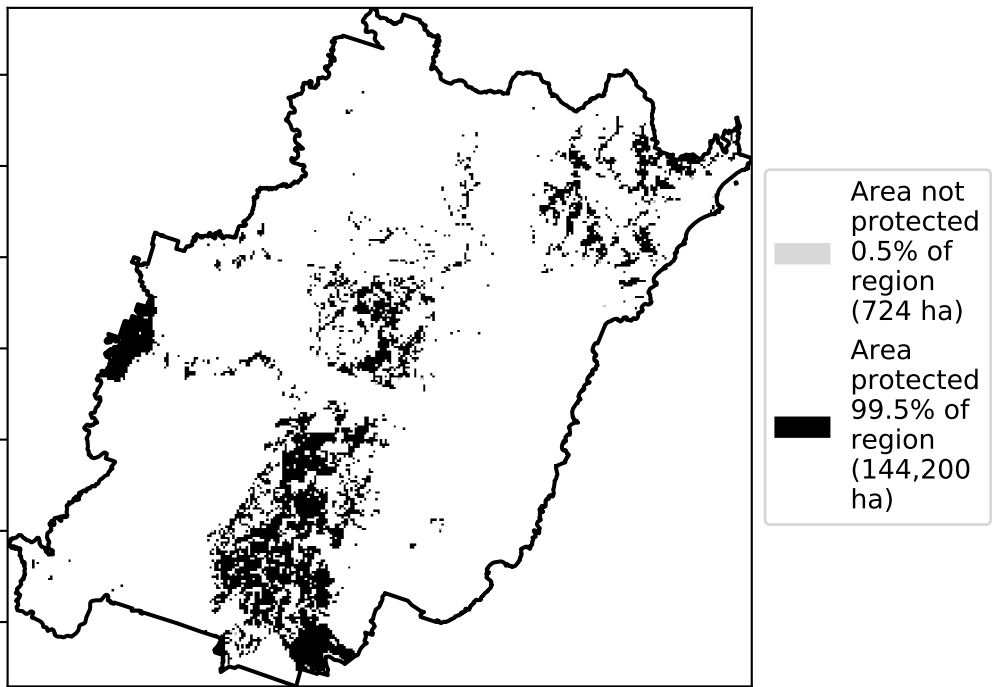 Area not
protected
0.5% of
region
(724 ha)
Area
protected
99.5% of
region
(144,200
ha)